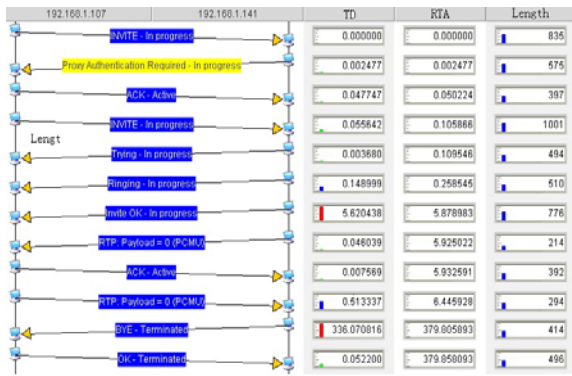 192.168.1.107 192.168.1.141 TD RTA Length
INVITE - In progress 0.000000 0.000000 835
Proxy Authentication Required - In progress 0.002477 0.002477 575
ACK - Active 0.047747 0.050224 397
INVITE - In progress 0.055642 0.105866 1001
Lengt
Trying - In progress 0.003680 0.109546 494
Ringing - In progress 0.148999 0.258545 510
Invite OK - In progress 5.620438 5.878983 776
RTP: Payload = 0 (PCMU) 0.046039 5.925022 214
ACK - Active 0.007569 5.932591 392
RTP: Payload = 0 (PCMU) 0.513337 6.445928 294
BYE - Terminated 336.070816 379.805893 414
OK - Terminated 0.052200 379.858093 496